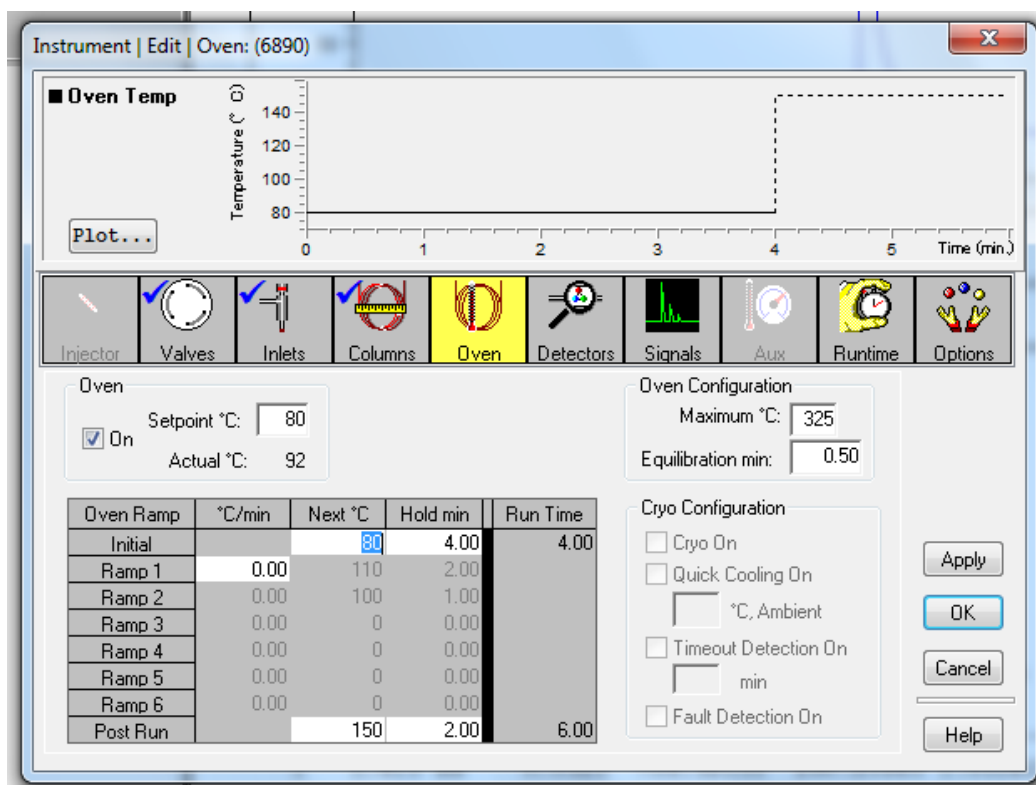 Instrument | Edit | Oven: (6890)
Oven Temp
Temperature (° C)
140
120
100
80
Plot...
0 1 2 3 4 5 Time (min.)
Injector Valves Inlets Columns Oven Detectors Signals Aux Runtime Options
Oven
On
Setpoint °C: 80
Actual °C: 92
Oven Configuration
Maximum °C: 325
Equilibration min: 0.50
Oven Ramp °C/min Next °C Hold min Run Time
Initial 80 4.00 4.00
Ramp 1 0.00 110 2.00
Ramp 2 0.00 100 1.00
Ramp 3 0.00 0 0.00
Ramp 4 0.00 0 0.00
Ramp 5 0.00 0 0.00
Ramp 6 0.00 0 0.00
Post Run 150 2.00 6.00
Cryo Configuration
Cryo On
Quick Cooling On
°C, Ambient
Timeout Detection On
min
Fault Detection On
Apply
OK
Cancel
Help